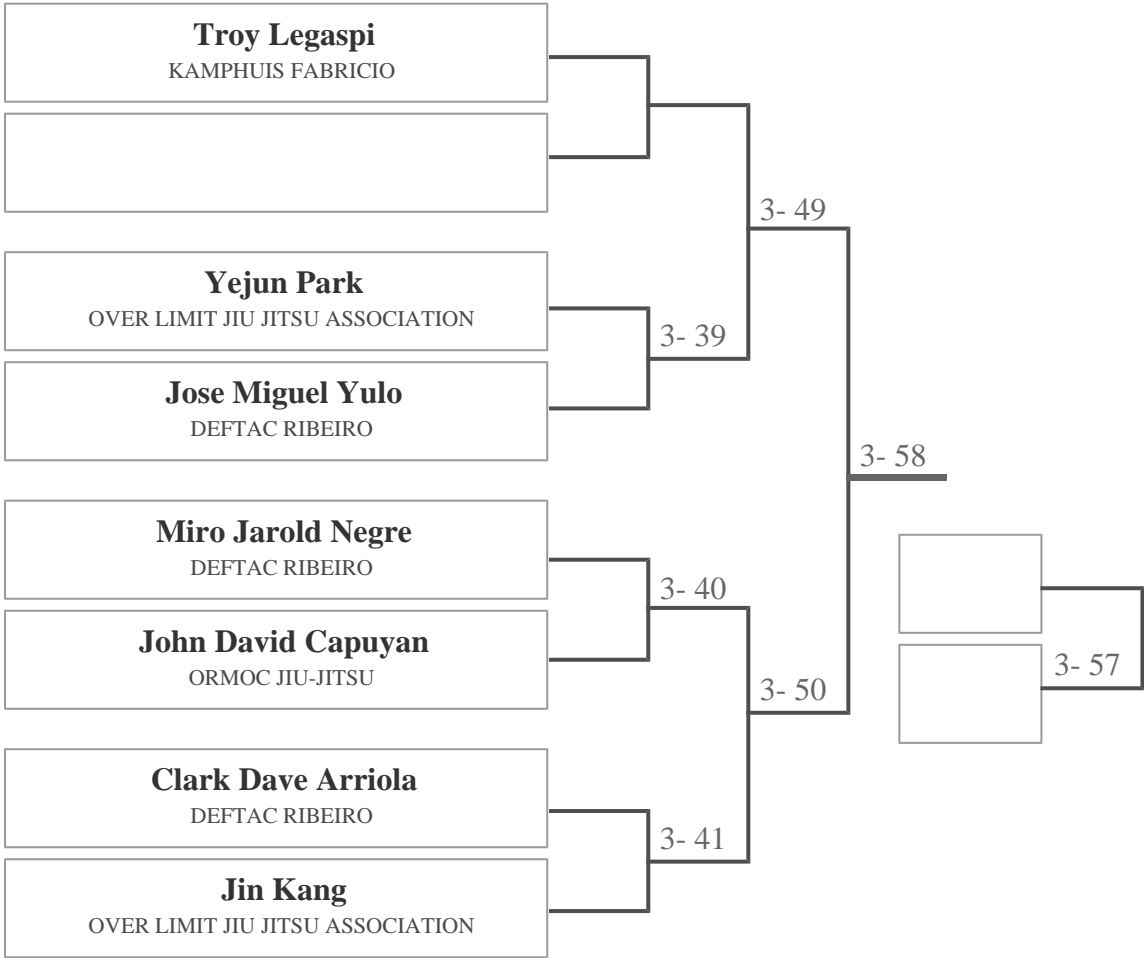 Troy Legaspi
KAMPHUIS FABRICIO
3- 49
Yejun Park
OVER LIMIT JIU JITSU ASSOCIATION
3- 39
Jose Miguel Yulo
DEFTAC RIBEIRO
3- 58
Miro Jarold Negre
DEFTAC RIBEIRO
3- 40
John David Capuyan
ORMOC JIU-JITSU
3- 50
3- 57
Clark Dave Arriola
DEFTAC RIBEIRO
3- 41
Jin Kang
OVER LIMIT JIU JITSU ASSOCIATION